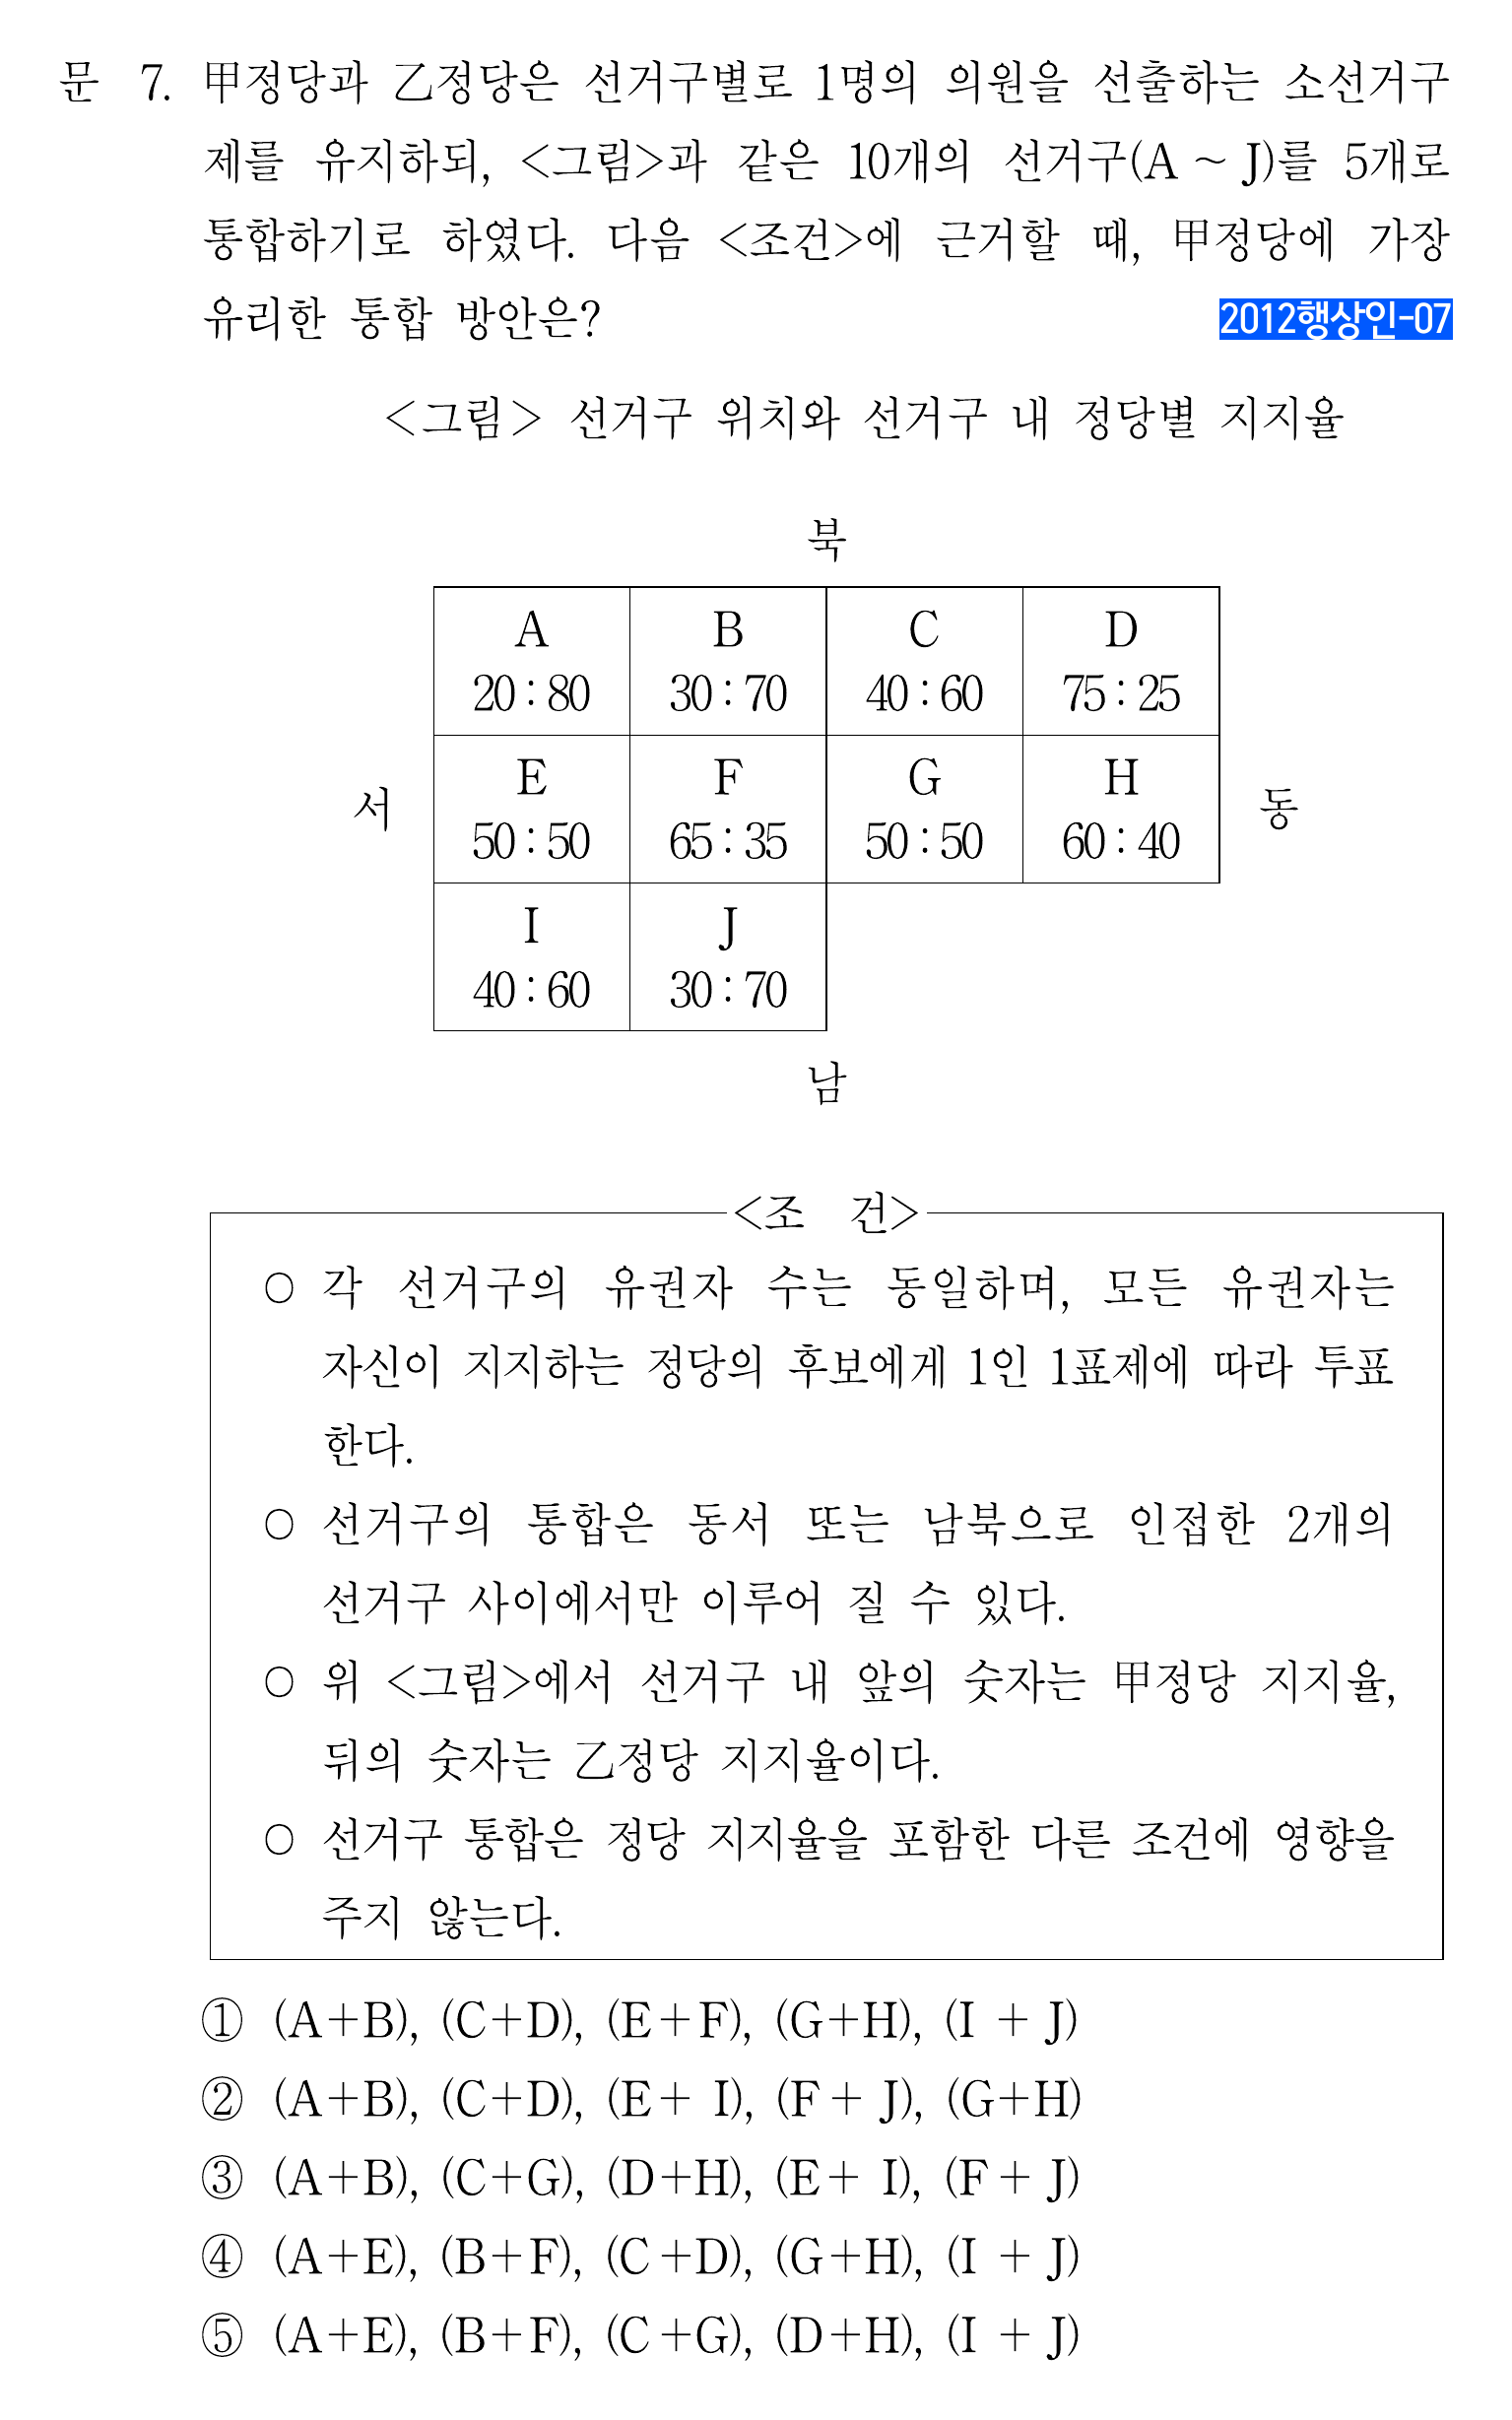 문 7. 甲정당과 乙정당은 선거구별로 1명의 의원을 선출하는 소선거구
제를 유지하되, <그림>과 같은 10개의 선거구(A ~ J)를 5개로
통합하기로 하였다. 다음 <조건>에 근거할 때, 甲정당에 가장
유리한 통합 방안은? 2012행상인-07
<그림> 선거구 위치와 선거구 내 정당별 지지율
북
A B C D
20 : 80 30 : 70 40 : 60 75 : 25
서 동
E F G H
50 : 50 65 : 35 50 : 50 60 : 40
I J
40 : 60 30 : 70
남
<조 건>
○ 각 선거구의 유권자 수는 동일하며, 모든 유권자는
자신이 지지하는 정당의 후보에게 1인 1표제에 따라 투표
한다.
○ 선거구의 통합은 동서 또는 남북으로 인접한 2개의
선거구 사이에서만 이루어 질 수 있다.
○ 위 <그림>에서 선거구 내 앞의 숫자는 甲정당 지지율,
뒤의 숫자는 乙정당 지지율이다.
○ 선거구 통합은 정당 지지율을 포함한 다른 조건에 영향을
주지 않는다.
① (A+B), (C+D), (E+F), (G+H), (I + J)
② (A+B), (C+D), (E+ I), (F+ J), (G+H)
③ (A+B), (C+G), (D+H), (E+ I), (F+ J)
④ (A+E), (B+F), (C+D), (G+H), (I + J)
⑤ (A+E), (B+F), (C+G), (D+H), (I + J)